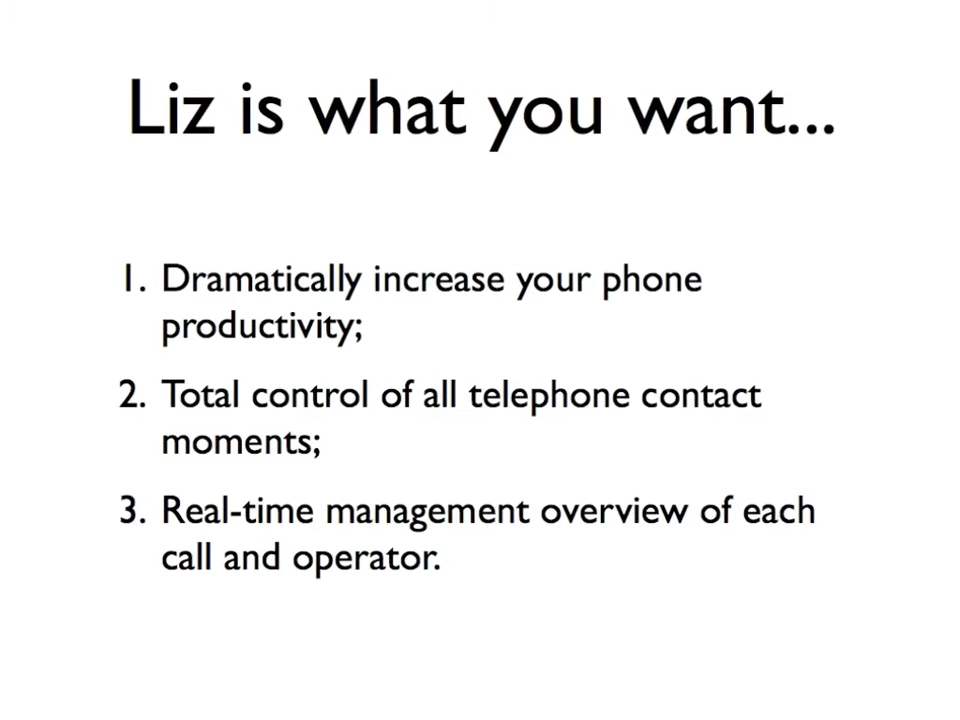 Liz is what you want...
1. Dramatically increase your phone
productivity;
2. Total control of all telephone contact
moments;
3. Real-time management overview of each
call and operator.